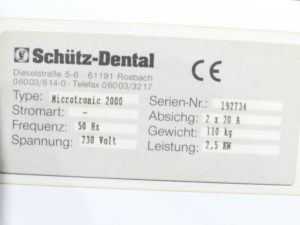 Schütz-Dental
Dieselstraße 5-6 · 61191 Rosbach
06003/814-0 · Telefax 06003/3217
CE
Type: Microtronic 2000 Serien-Nr.: 192734
Stromart: ~ Absichg: 2 x 20 A
Frequenz: 50 Hz Gewicht: 110 kg
Spannung: 230 Volt Leistung: 2,5 KW